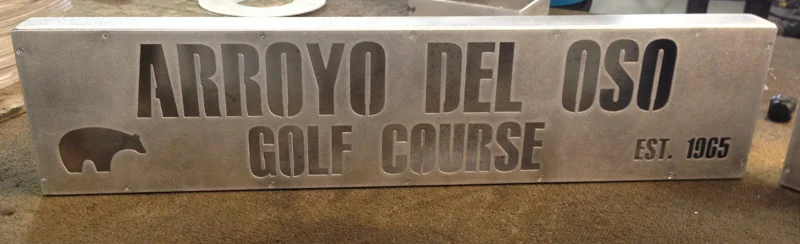 ARROYO DEL OSO
GOLF COURSE
EST. 1965